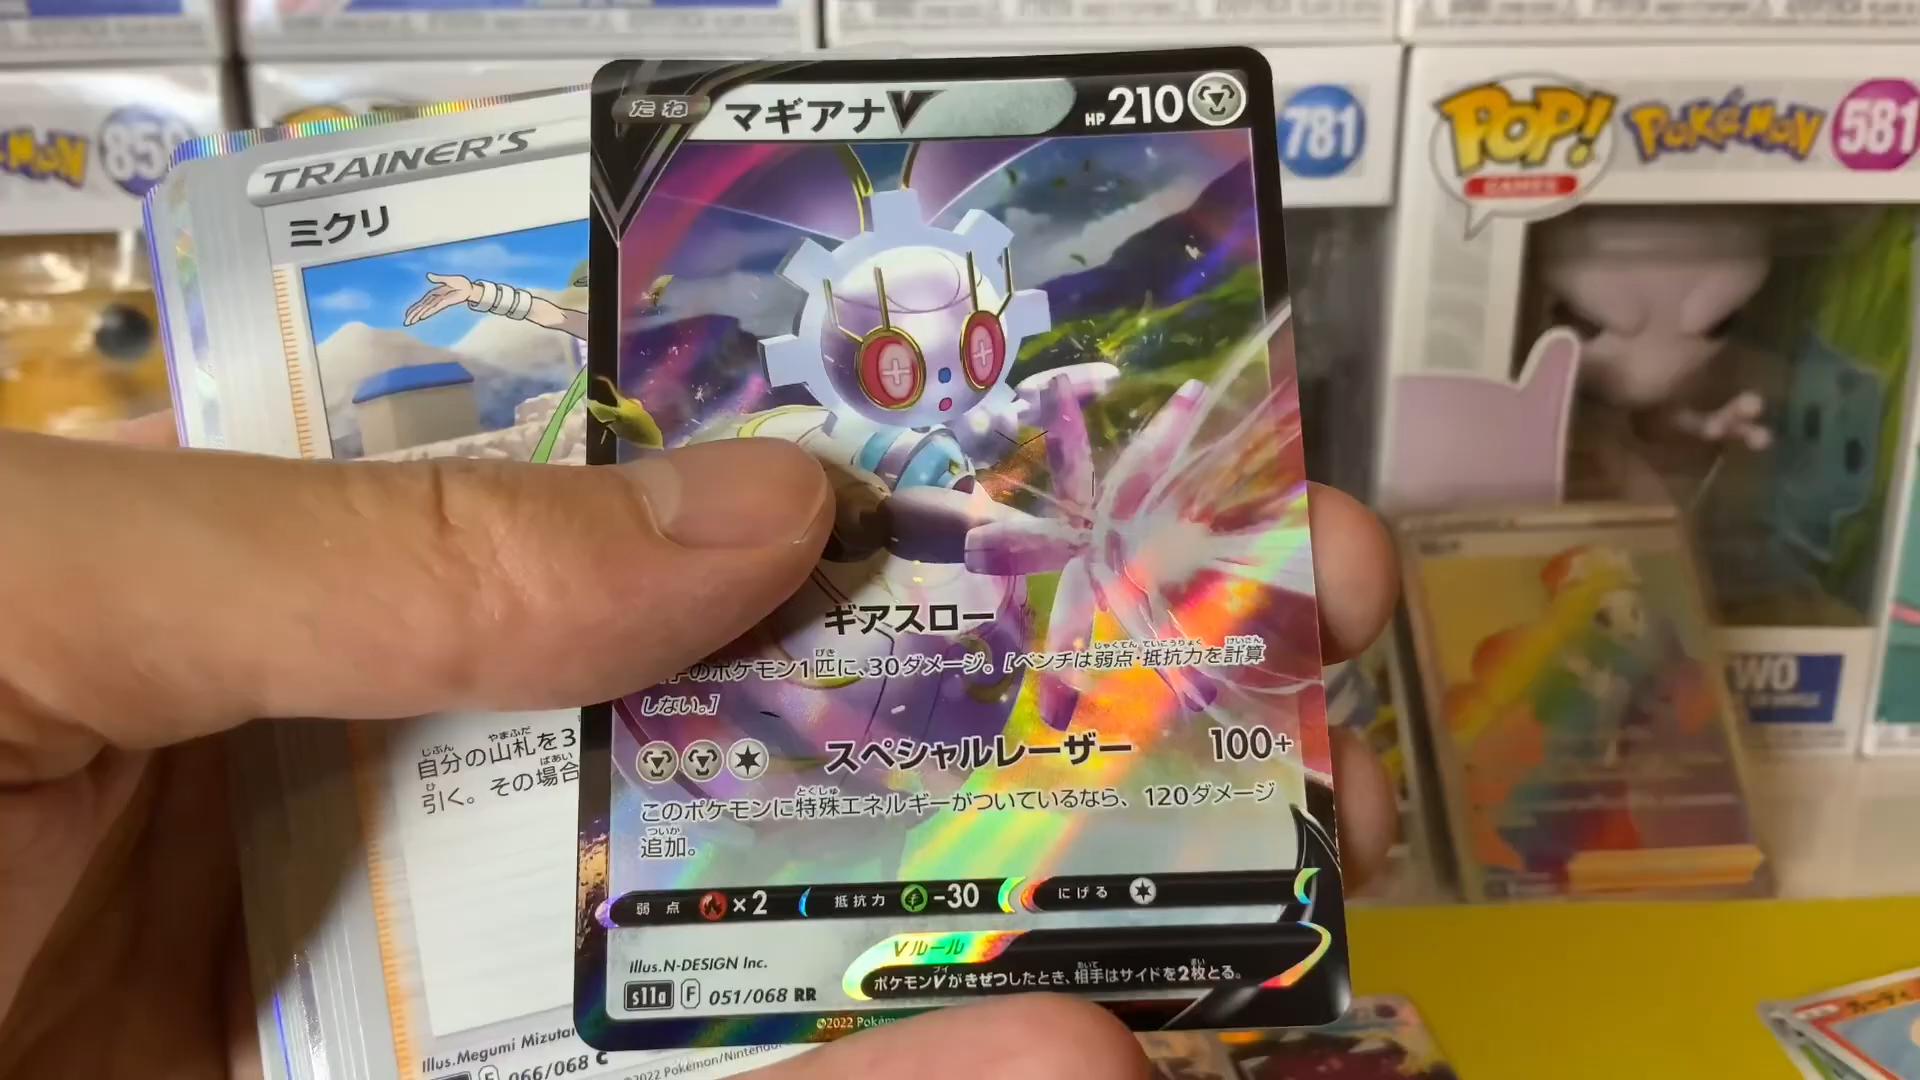 たね マギアナV HP210
ギアスロー
のポケモン1匹に、30ダメージ。[ベンチは弱点・抵抗力を計算
しない。]
スペシャルレーザー 100+
このポケモンに特殊エネルギーがついているなら、120ダメージ
追加。
弱点 ×2 抵抗力 -30 にげる
Vルール
ポケモンVがきぜつしたとき、相手はサイドを2枚とる。
Illus.N-DESIGN Inc.
s11a F 051/068 RR
©2022
TRAINER'S
ミクリ
自分の山札を3
引く。その場合
Illus.Megumi
F 066/068 C
2022 Pokémon/Nintendo
781
POP!
GAMES
POKÉMON
581